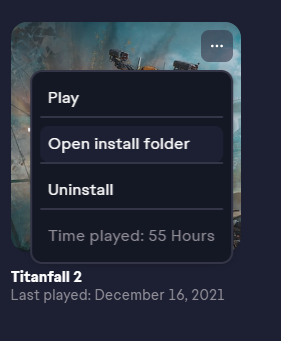 Play
Open install folder
Uninstall
Time played: 55 Hours
Titanfall 2
Last played: December 16, 2021